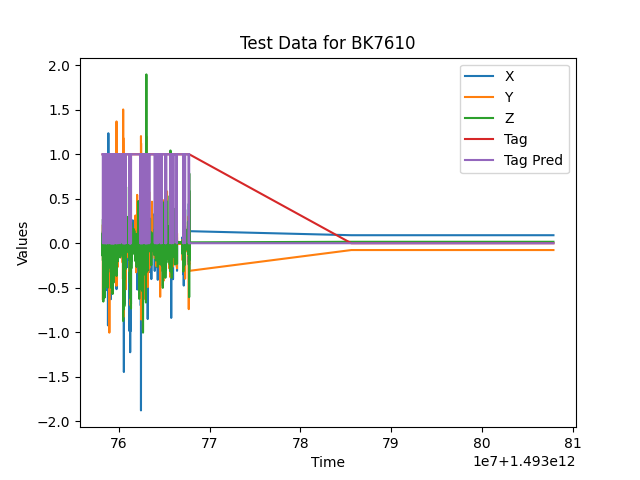 Test Data for BK7610
2.0
1.5
1.0
0.5
0.0
−0.5
−1.0
−1.5
−2.0
Values
X
Y
Z
Tag
Tag Pred
76 77 78 79 80 81
Time
1e7+1.493e12